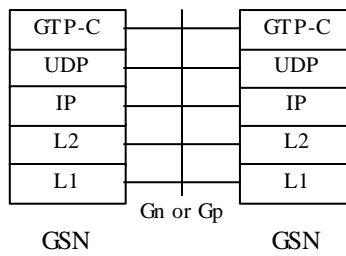 GTP-C GTP-C
UDP UDP
IP IP
L2 L2
L1 L1
Gn or Gp
GSN GSN